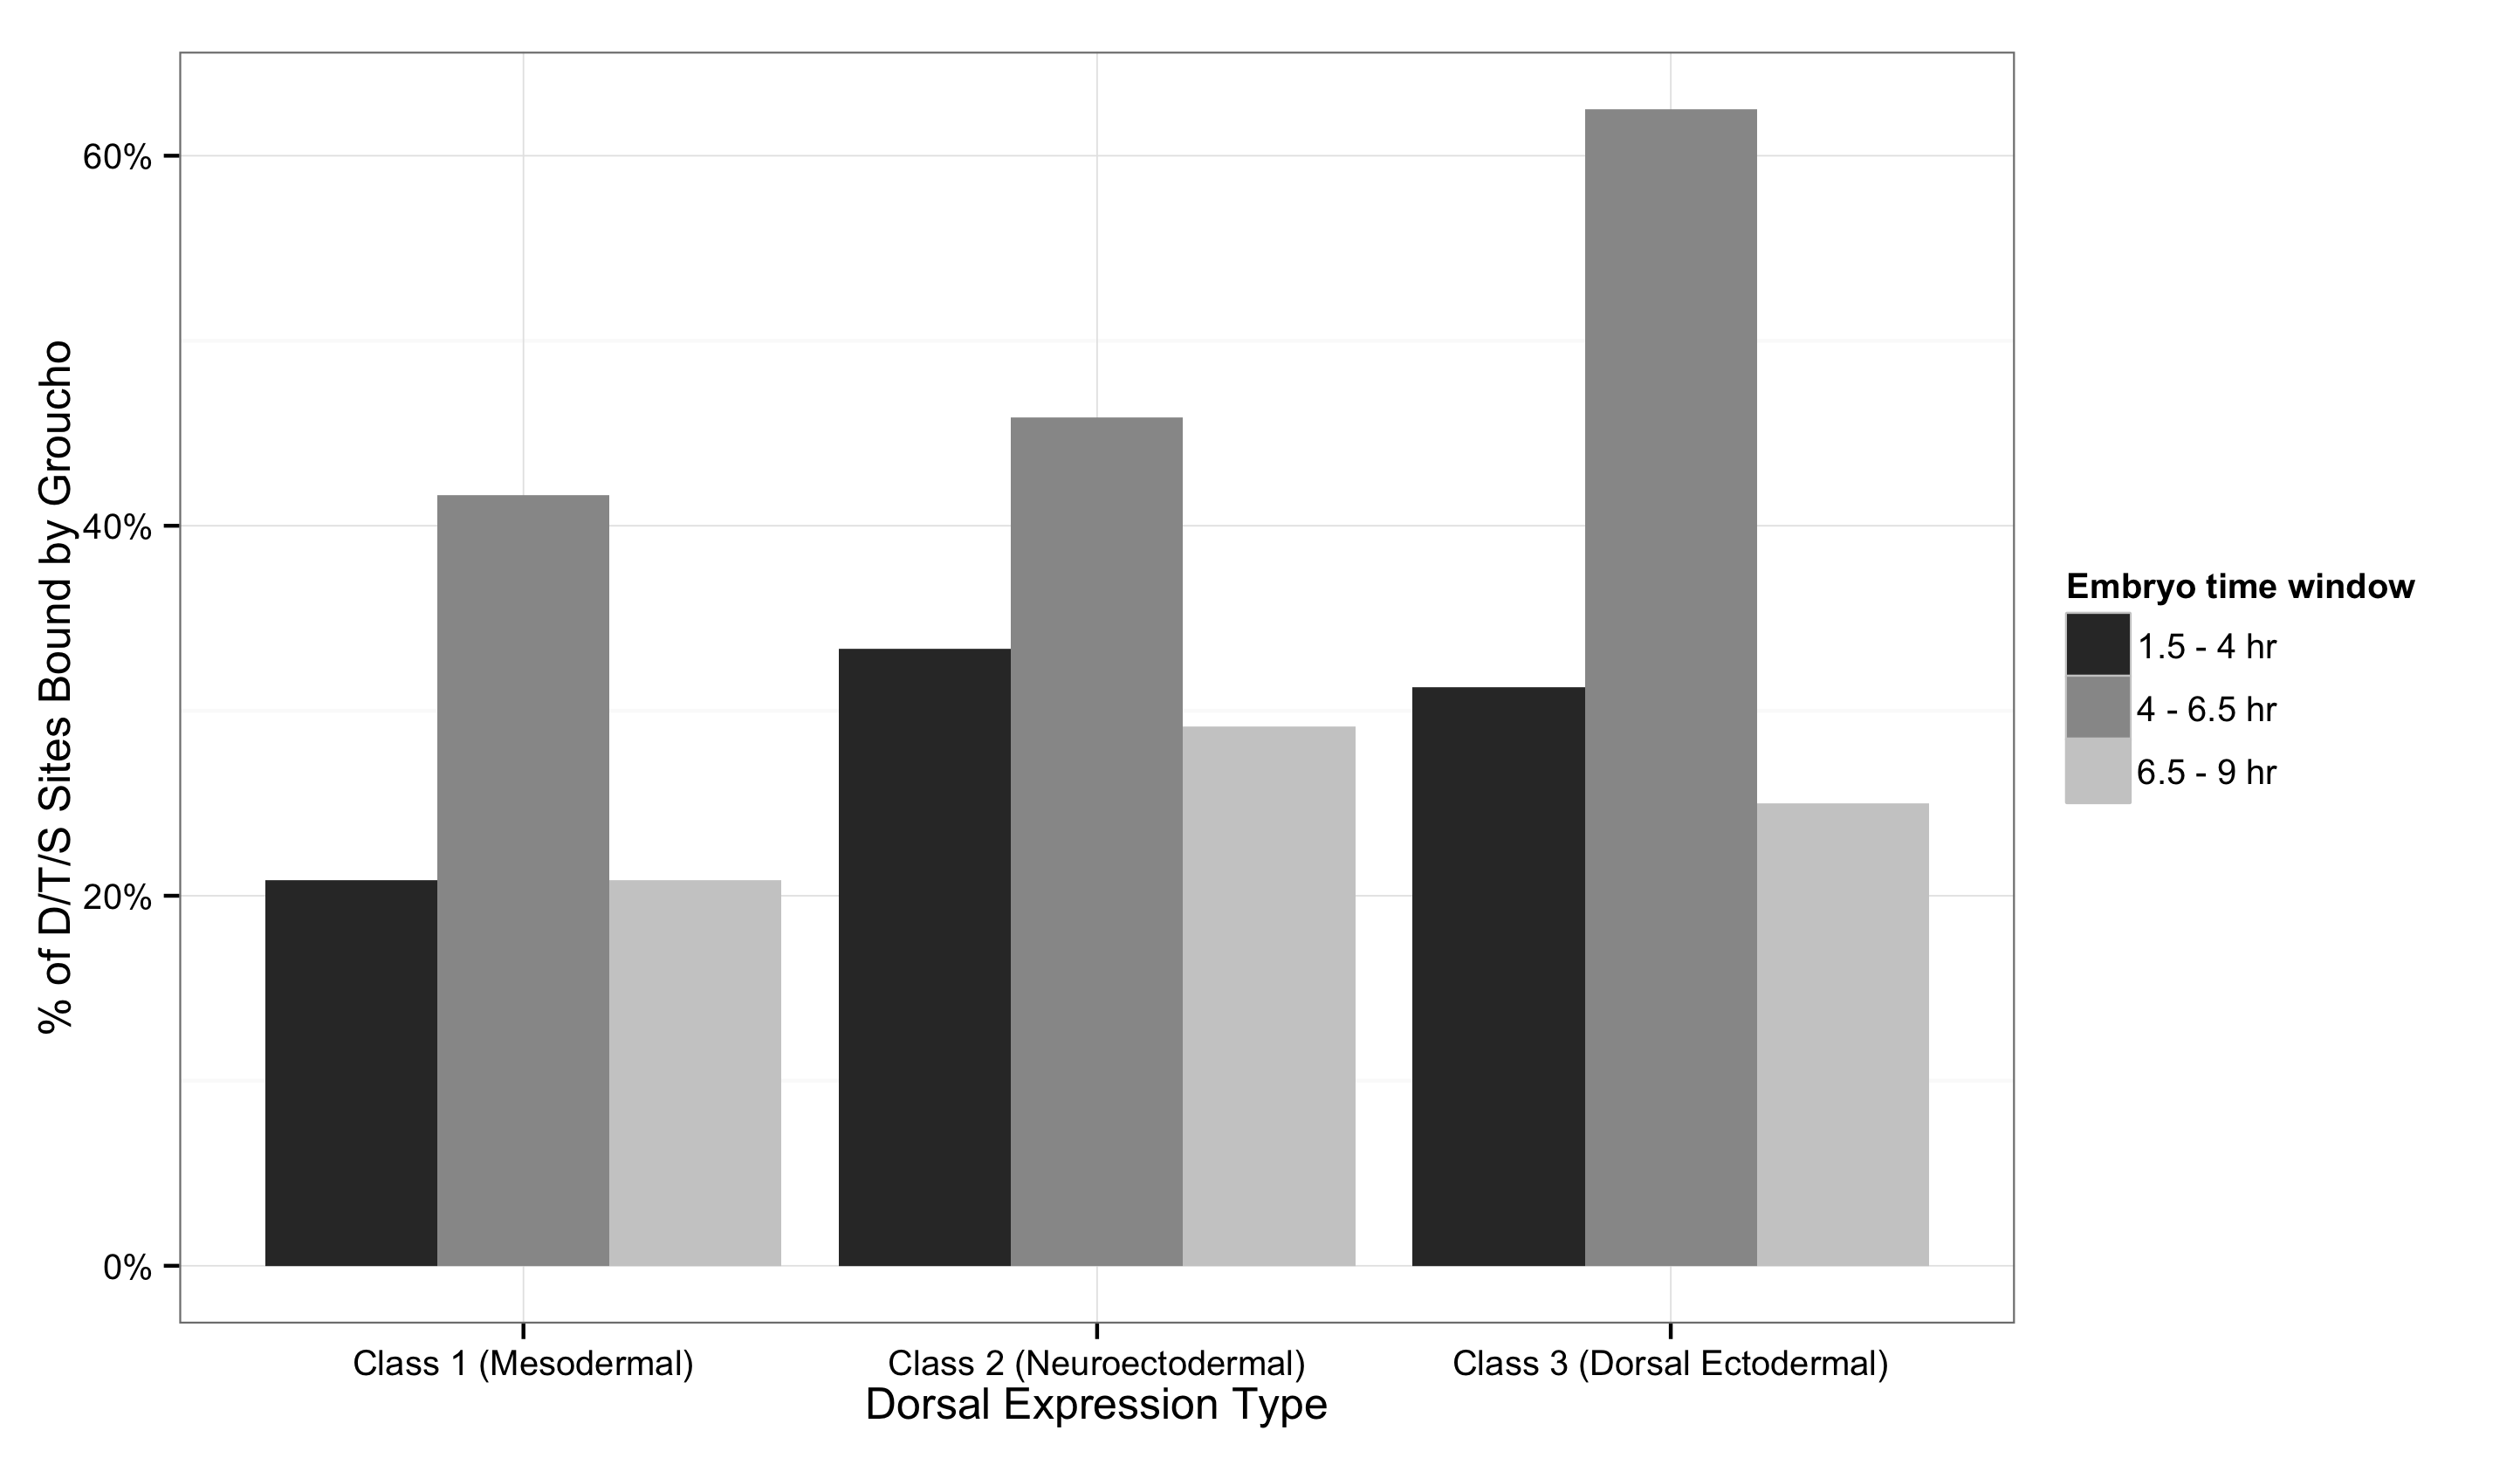 % of D/T/S Sites Bound by Groucho
60%
40%
20%
0%
Class 1 (Mesodermal)
Class 2 (Neuroectodermal)
Class 3 (Dorsal Ectodermal)
Dorsal Expression Type
Embryo time window
1.5 - 4 hr
4 - 6.5 hr
6.5 - 9 hr